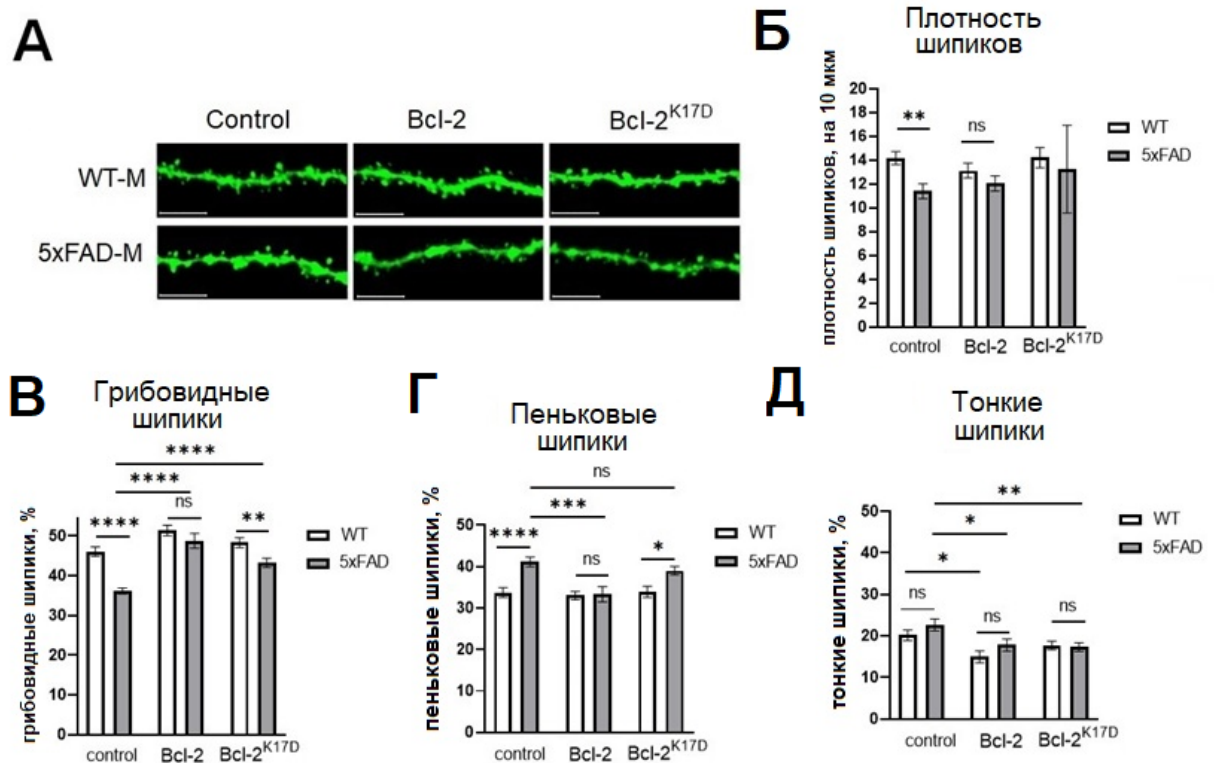 А
Control
Bcl-2
Bcl-2K17D
WT-M
5xFAD-M
Б
Плотность
шипиков
плотность шипиков, на 10 мкм
20
18
16
14
12
10
8
6
4
2
0
**
ns
WT
5xFAD
control
Bcl-2
Bcl-2K17D
В
Грибовидные
шипики
грибовидные шипики, %
50
40
30
20
10
0
****
****
ns
****
**
WT
5xFAD
control
Bcl-2
Bcl-2K17D
Г
Пеньковые
шипики
пеньковые шипики, %
50
40
30
20
10
0
ns
***
****
ns
*
WT
5xFAD
control
Bcl-2
Bcl-2K17D
Д
Тонкие
шипики
тонкие шипики, %
50
40
30
20
10
0
**
*
*
ns
ns
ns
WT
5xFAD
control
Bcl-2
Bcl-2K17D